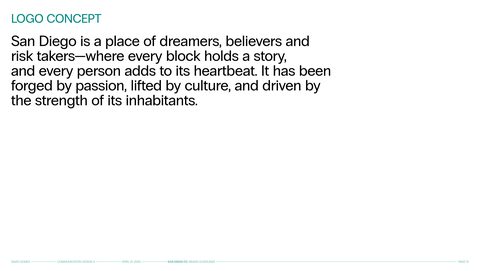 LOGO CONCEPT
San Diego is a place of dreamers, believers and
risk takers—where every block holds a story,
and every person adds to its heartbeat. It has been
forged by passion, lifted by culture, and driven by
the strength of its inhabitants.